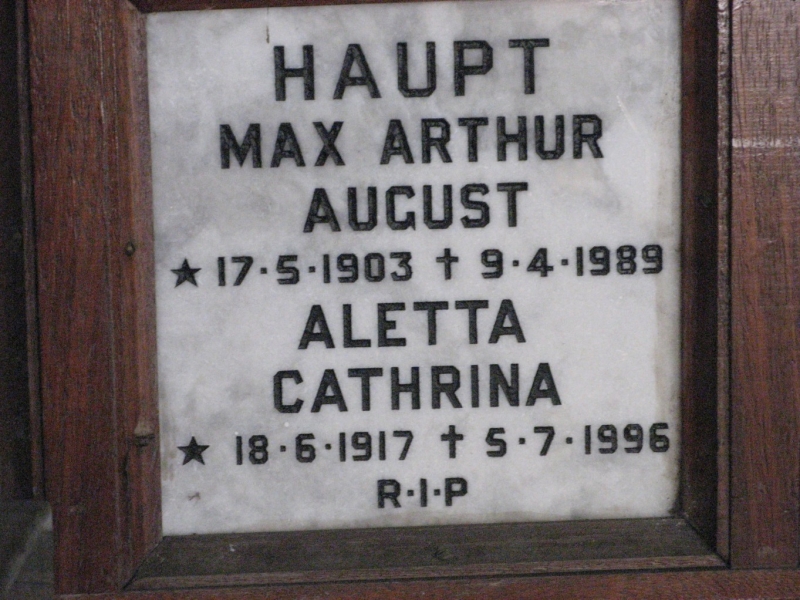 HAUPT
MAX ARTHUR
AUGUST
★ 17·5·1903 ✝ 9·4·1989
ALETTA
CATHRINA
★ 18·6·1917 ✝ 5·7·1996
R·I·P